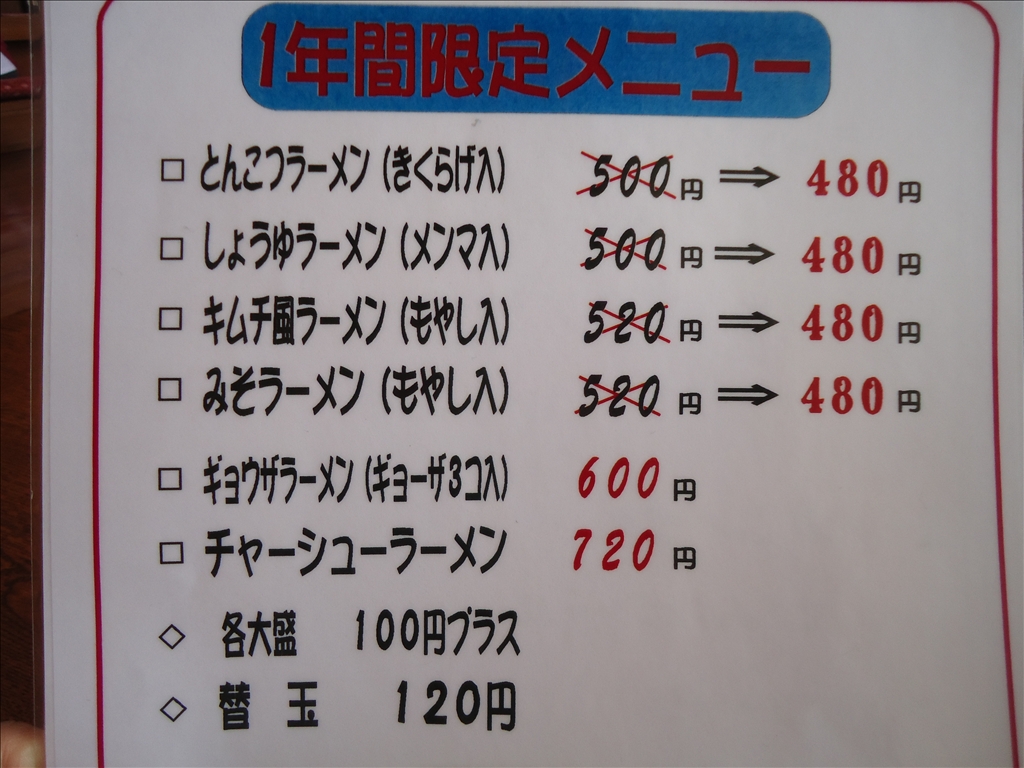 1年間限定メニュー
□ とんこつラーメン (きくらげ入) 500円 ⇒ 480円
□ しょうゆラーメン (メンマ入) 500円 ⇒ 480円
□ キムチ風ラーメン (もやし入) 520円 ⇒ 480円
□ みそラーメン (もやし入) 520円 ⇒ 480円
□ ギョウザラーメン (ギョーザ3コ入) 600円
□ チャーシューラーメン 720円
◇ 各大盛 100円プラス
◇ 替 玉 120円